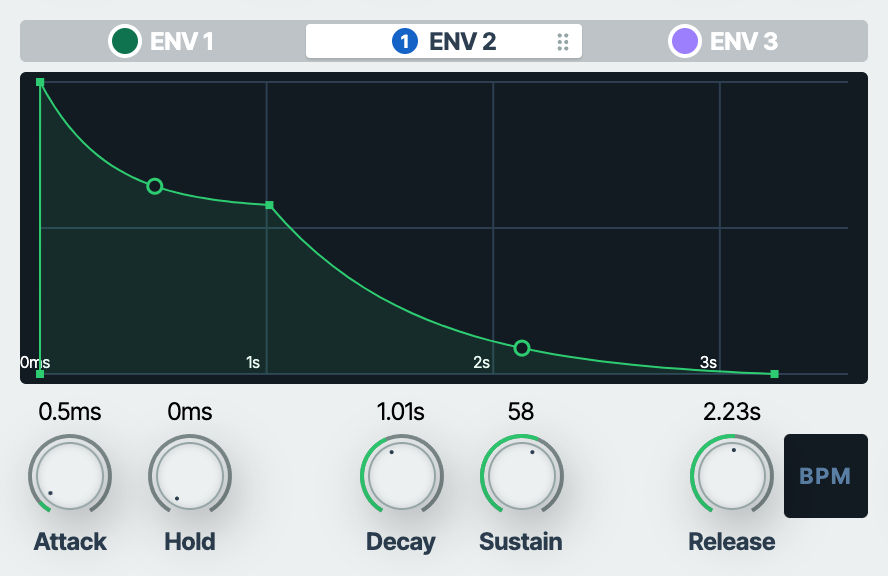 ENV 1
1 ENV 2
ENV 3
0ms 1s 2s 3s
0.5ms 0ms 1.01s 58 2.23s
BPM
Attack Hold Decay Sustain Release